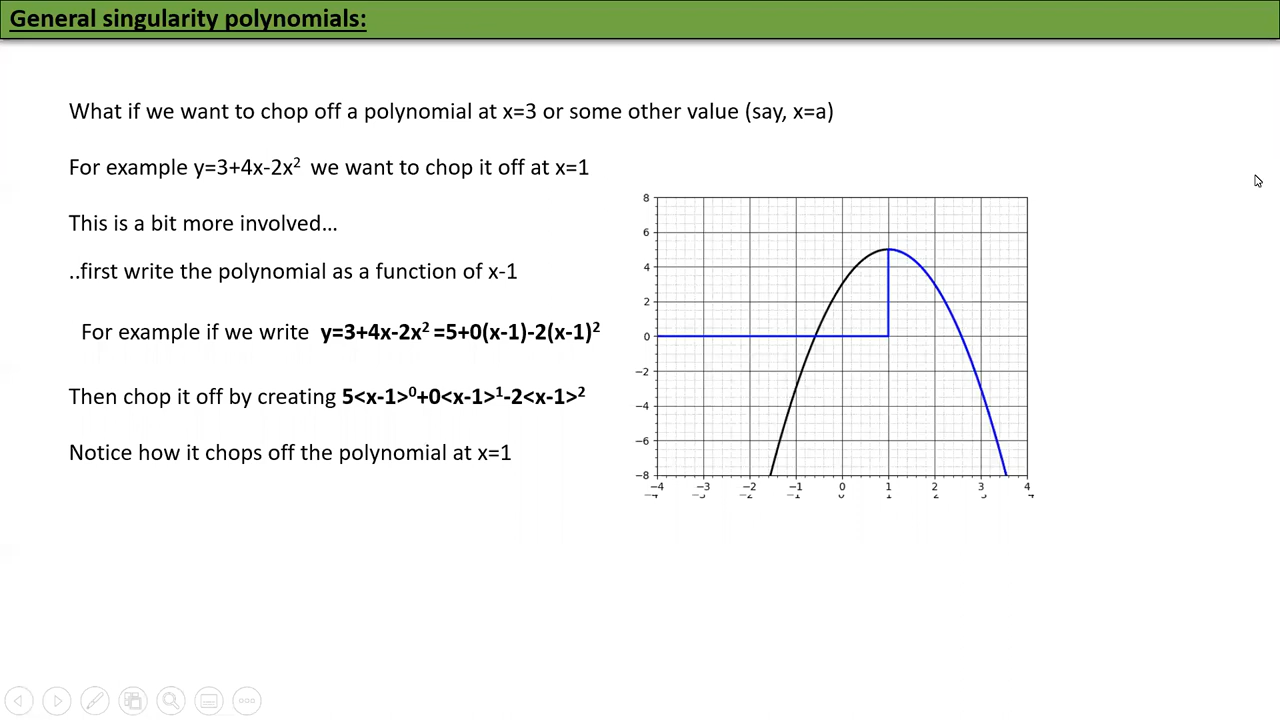 General singularity polynomials:
What if we want to chop off a polynomial at x=3 or some other value (say, x=a)
For example y=3+4x-2x² we want to chop it off at x=1
This is a bit more involved…
..first write the polynomial as a function of x-1
For example if we write y=3+4x-2x² =5+0(x-1)-2(x-1)²
Then chop it off by creating 5<x-1>⁰+0<x-1>¹-2<x-1>²
Notice how it chops off the polynomial at x=1
8
6
4
2
0
−2
−4
−6
−8
−4 −3 −2 −1 0 1 2 3 4